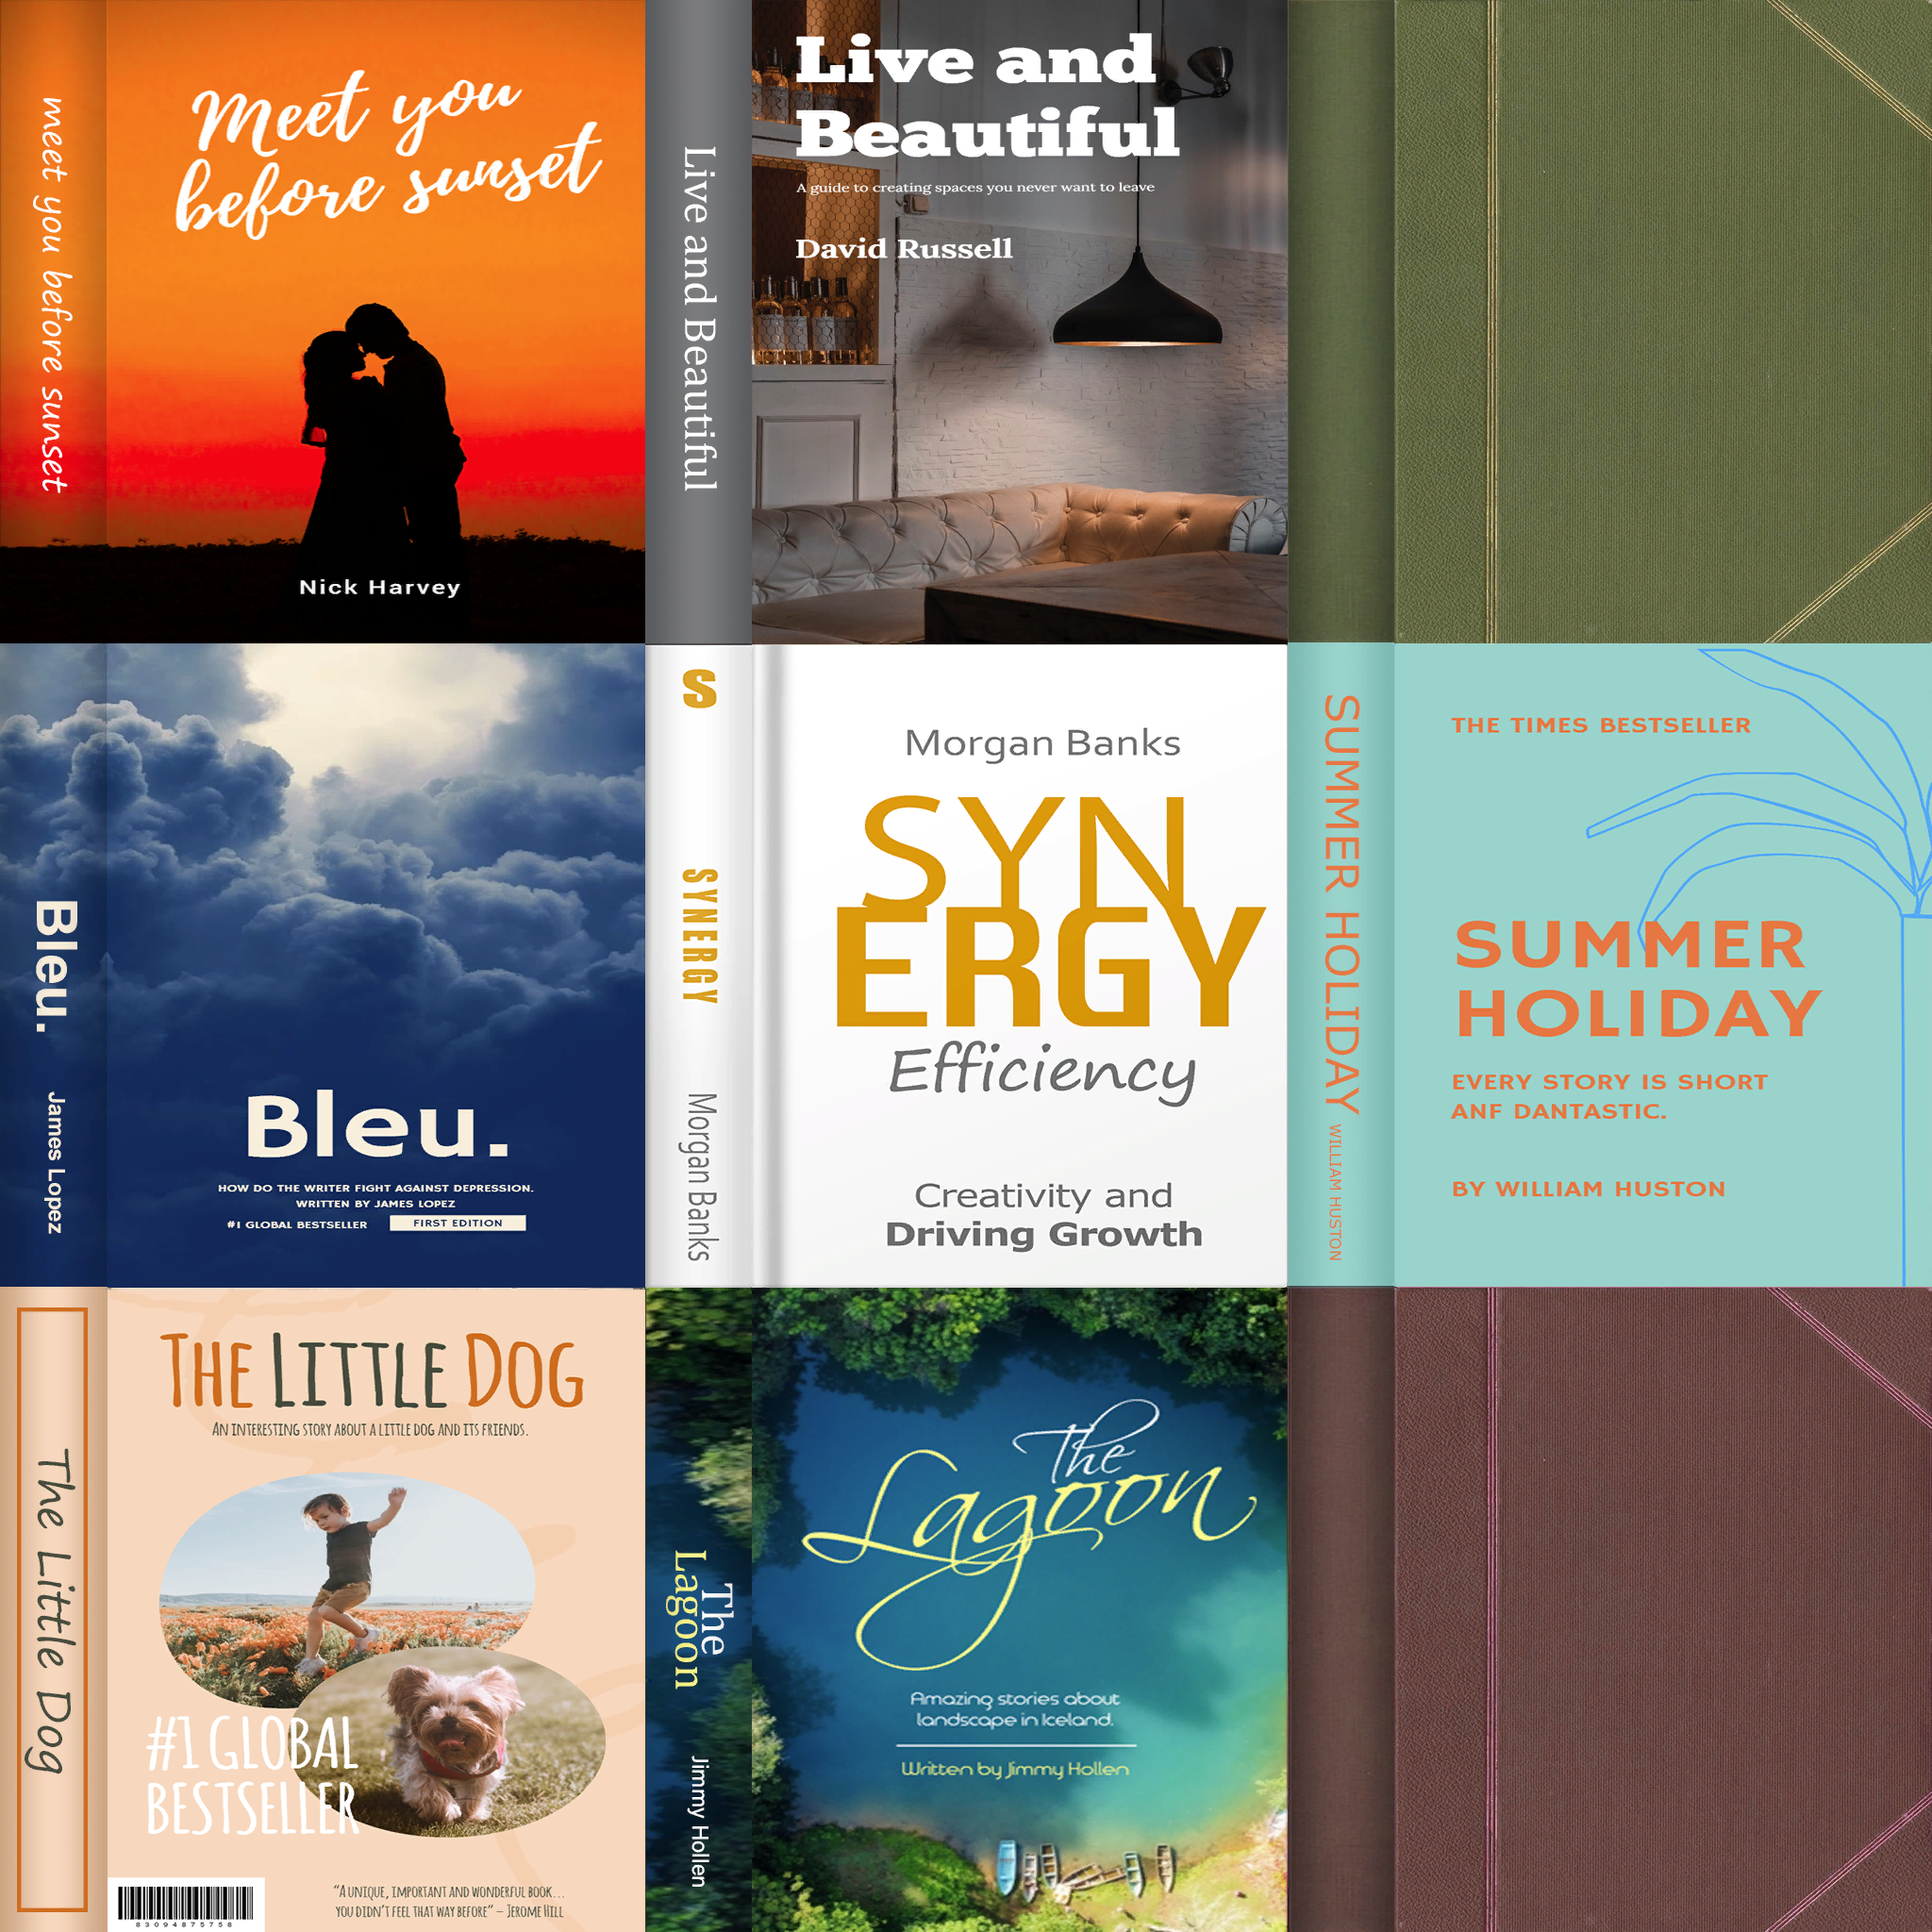 meet you before sunset
Meet you
before sunset
Nick Harvey
Live and Beautiful
Live and
Beautiful
A guide to creating spaces you never want to leave
David Russell
Bleu.
James Lopez
Bleu.
HOW DO THE WRITER FIGHT AGAINST DEPRESSION.
WRITTEN BY JAMES LOPEZ
#1 GLOBAL BESTSELLER
FIRST EDITION
S
SYNERGY
Morgan Banks
Morgan Banks
SYN
ERGY
Efficiency
Creativity and
Driving Growth
SUMMER HOLIDAY
WILLIAM HUSTON
THE TIMES BESTSELLER
SUMMER
HOLIDAY
EVERY STORY IS SHORT
ANF DANTASTIC.
BY WILLIAM HUSTON
The Little Dog
THE LITTLE DOG
AN INTERESTING STORY ABOUT A LITTLE DOG AND ITS FRIENDS.
#1 GLOBAL
BESTSELLER
83094875758
"A UNIQUE, IMPORTANT AND WONDERFUL BOOK...
YOU DIDN'T FEEL THAT WAY BEFORE" – JEROME HILL
The
Lagoon
Jimmy Hollen
The
Lagoon
Amazing stories about
landscape in Iceland.
Written by Jimmy Hollen